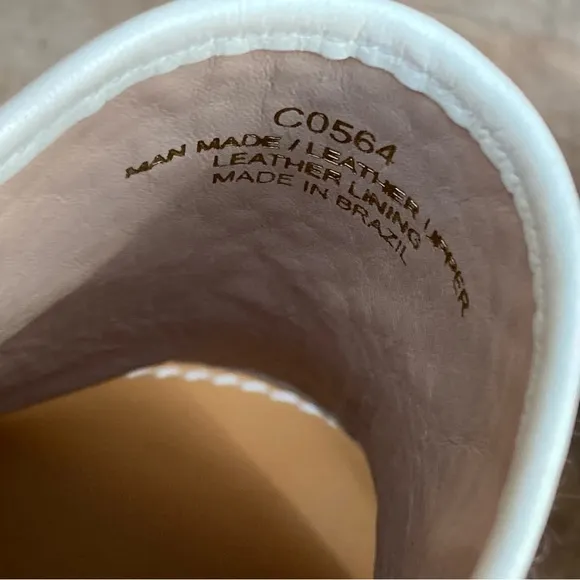 C0564
MAN MADE / LEATHER UPPER
LEATHER LINING
MADE IN BRAZIL